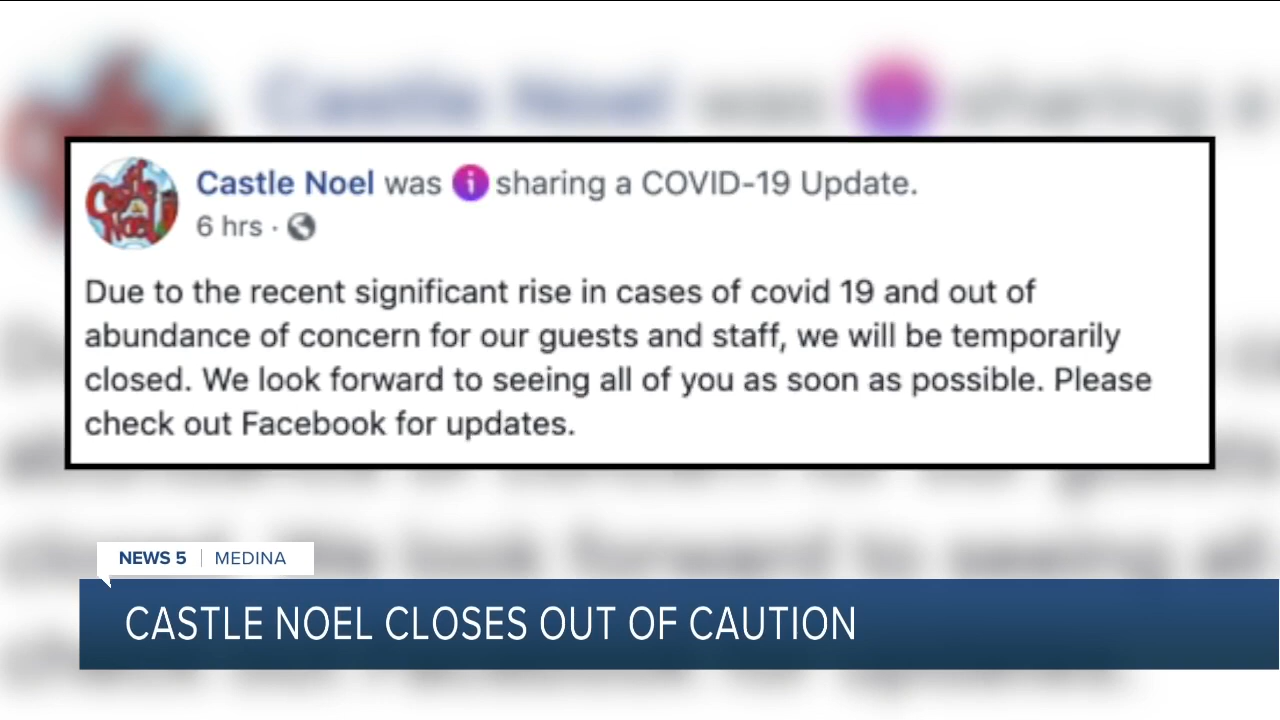 Castle Noel was sharing a COVID-19 Update.
6 hrs ·
Due to the recent significant rise in cases of covid 19 and out of
abundance of concern for our guests and staff, we will be temporarily
closed. We look forward to seeing all of you as soon as possible. Please
check out Facebook for updates.
NEWS 5 | MEDINA
CASTLE NOEL CLOSES OUT OF CAUTION